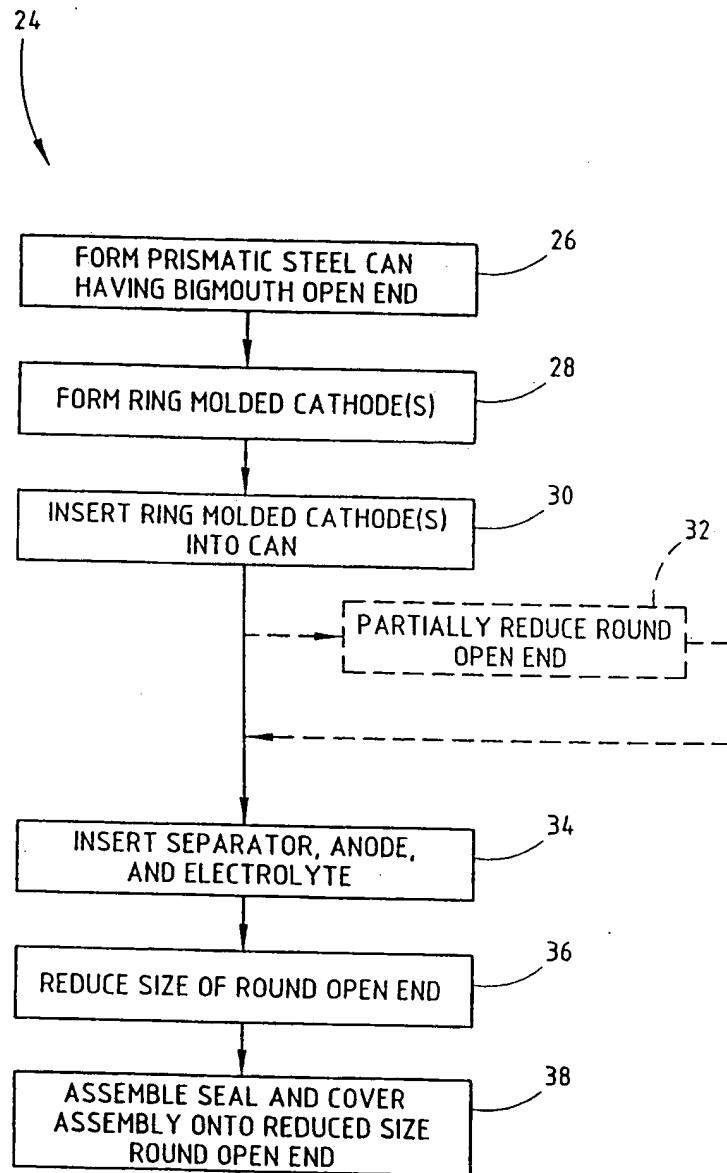 24
26
FORM PRISMATIC STEEL CAN
HAVING BIGMOUTH OPEN END
28
FORM RING MOLDED CATHODE(S)
30
INSERT RING MOLDED CATHODE(S)
INTO CAN
32
PARTIALLY REDUCE ROUND
OPEN END
34
INSERT SEPARATOR, ANODE,
AND ELECTROLYTE
36
REDUCE SIZE OF ROUND OPEN END
38
ASSEMBLE SEAL AND COVER
ASSEMBLY ONTO REDUCED SIZE
ROUND OPEN END